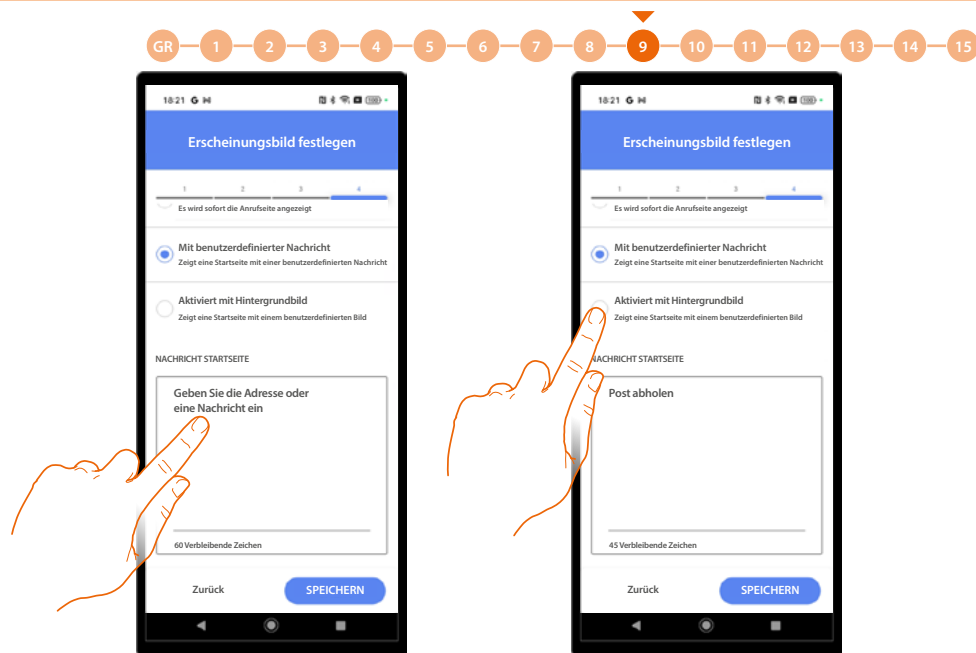 GR 1 2 3 4 5 6 7 8 9 10 11 12 13 14 15
18:21 G
100
Erscheinungsbild festlegen
1 2 3 4
Es wird sofort die Anrufseite angezeigt
Mit benutzerdefinierter Nachricht
Zeigt eine Startseite mit einer benutzerdefinierten Nachricht
Aktiviert mit Hintergrundbild
Zeigt eine Startseite mit einem benutzerdefinierten Bild
NACHRICHT STARTSEITE
Geben Sie die Adresse oder
eine Nachricht ein
60 Verbleibende Zeichen
Zurück SPEICHERN
18:21 G
100
Erscheinungsbild festlegen
1 2 3 4
Es wird sofort die Anrufseite angezeigt
Mit benutzerdefinierter Nachricht
Zeigt eine Startseite mit einer benutzerdefinierten Nachricht
Aktiviert mit Hintergrundbild
Zeigt eine Startseite mit einem benutzerdefinierten Bild
NACHRICHT STARTSEITE
Post abholen
45 Verbleibende Zeichen
Zurück SPEICHERN